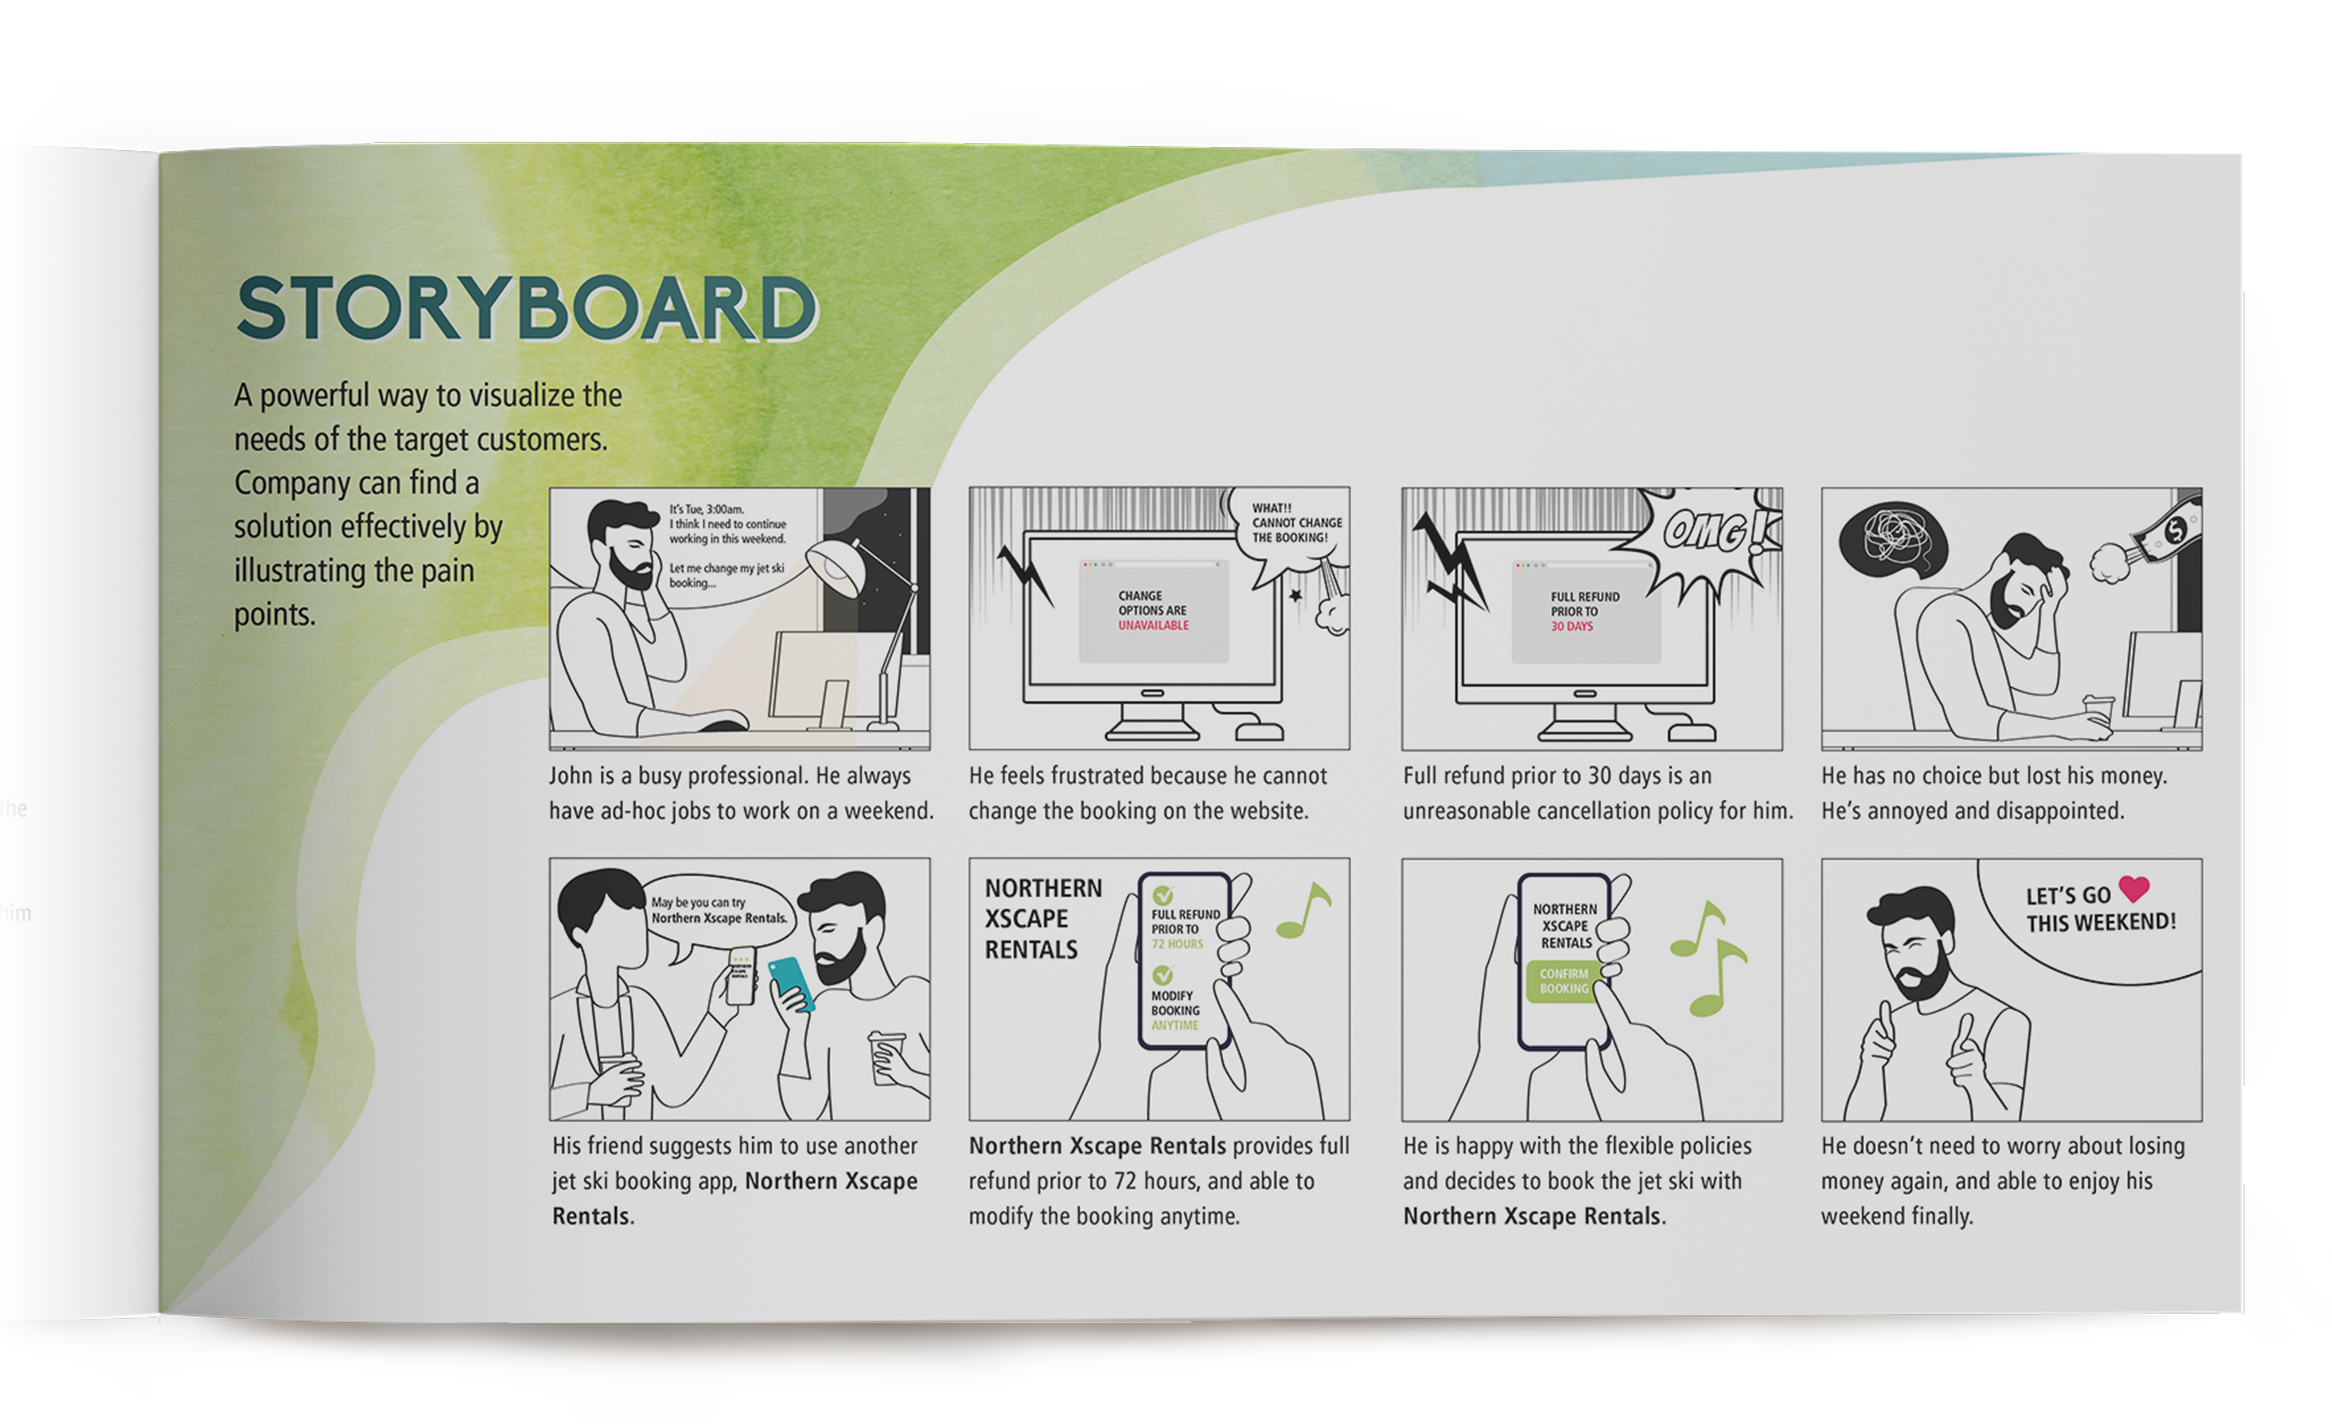 STORYBOARD
A powerful way to visualize the
needs of the target customers.
Company can find a
solution effectively by
illustrating the pain
points.
It's Tue, 3:00am.
I think I need to continue
working in this weekend.
Let me change my jet ski
booking...
John is a busy professional. He always
have ad-hoc jobs to work on a weekend.
WHAT!!
CANNOT CHANGE
THE BOOKING!
CHANGE
OPTIONS ARE
UNAVAILABLE
He feels frustrated because he cannot
change the booking on the website.
OMG!
FULL REFUND
PRIOR TO
30 DAYS
Full refund prior to 30 days is an
unreasonable cancellation policy for him.
$
He has no choice but lost his money.
He's annoyed and disappointed.
May be you can try
Northern Xscape Rentals.
NORTHERN
XSCAPE
RENTALS
His friend suggests him to use another
jet ski booking app, Northern Xscape
Rentals.
NORTHERN
XSCAPE
RENTALS
FULL REFUND
PRIOR TO
72 HOURS
MODIFY
BOOKING
ANYTIME
Northern Xscape Rentals provides full
refund prior to 72 hours, and able to
modify the booking anytime.
NORTHERN
XSCAPE
RENTALS
CONFIRM
BOOKING
He is happy with the flexible policies
and decides to book the jet ski with
Northern Xscape Rentals.
LET'S GO
THIS WEEKEND!
He doesn't need to worry about losing
money again, and able to enjoy his
weekend finally.
he
him